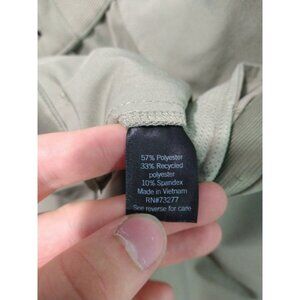 57% Polyester
33% Recycled
polyester
10% Spandex
Made in Vietnam
RN#73277
See reverse for care